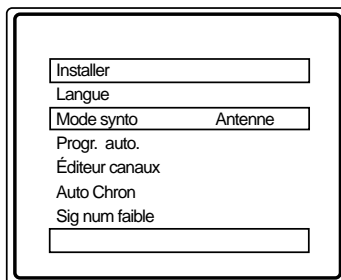 Installer
Langue
Mode synto Antenne
Progr. auto.
Éditeur canaux
Auto Chron
Sig num faible